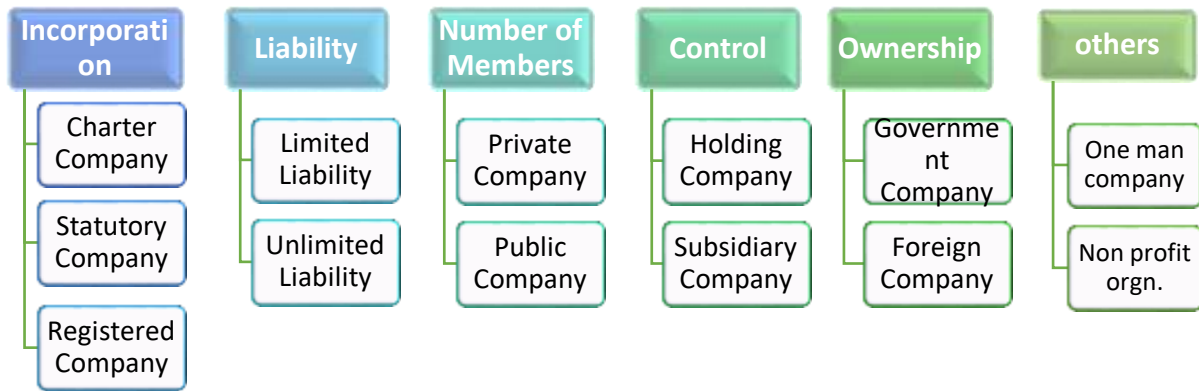 Incorporati
on
Charter
Company
Statutory
Company
Registered
Company
Liability
Limited
Liability
Unlimited
Liability
Number of
Members
Private
Company
Public
Company
Control
Holding
Company
Subsidiary
Company
Ownership
Governme
nt
Company
Foreign
Company
others
One man
company
Non profit
orgn.